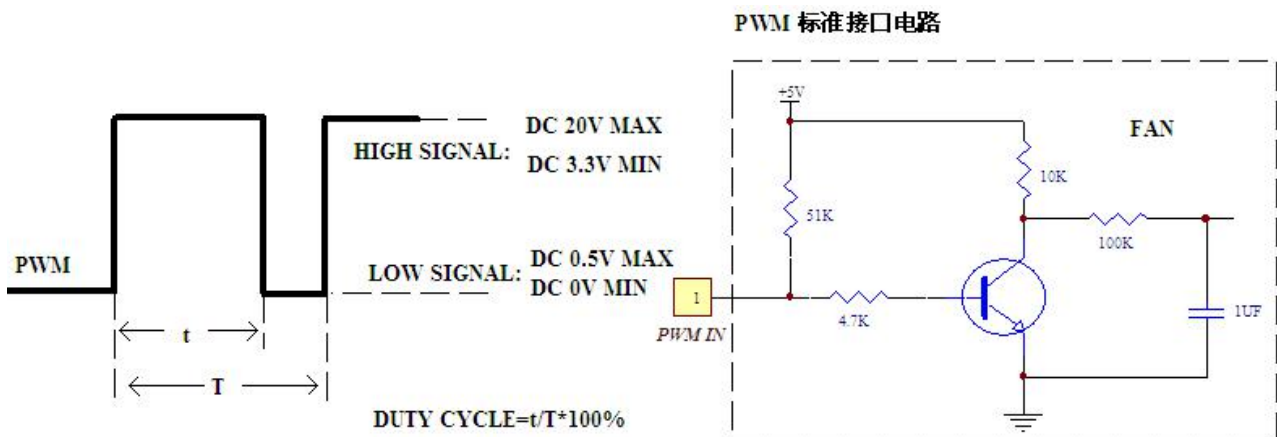 PWM 标准接口电路
+5V
DC 20V MAX
HIGH SIGNAL:
DC 3.3V MIN
FAN
10K
51K
100K
PWM
LOW SIGNAL:
DC 0.5V MAX
DC 0V MIN
1
PWM IN
4.7K
1UF
t
T
DUTY CYCLE=t/T*100%